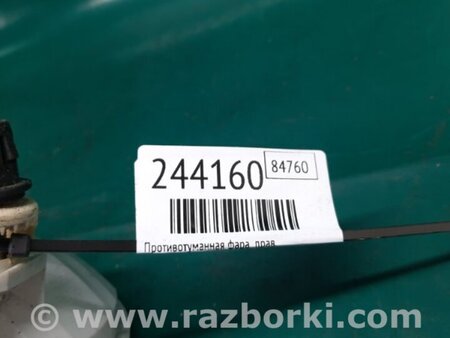 244160
84760
Противотуманная фара, прав
www.razborki.com